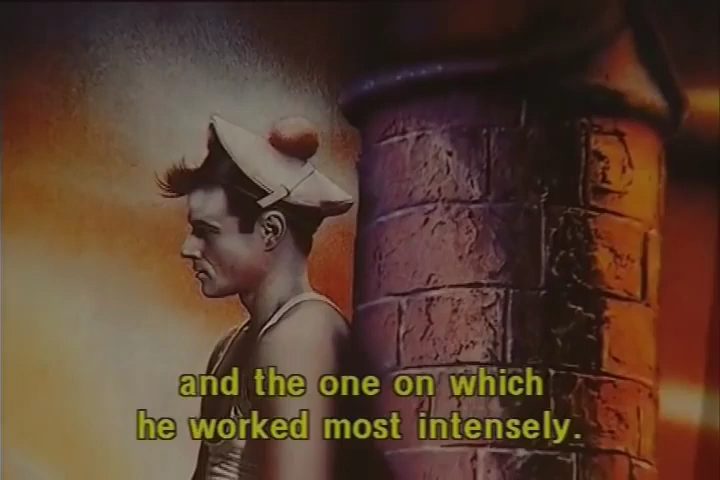 and the one on which
he worked most intensely.